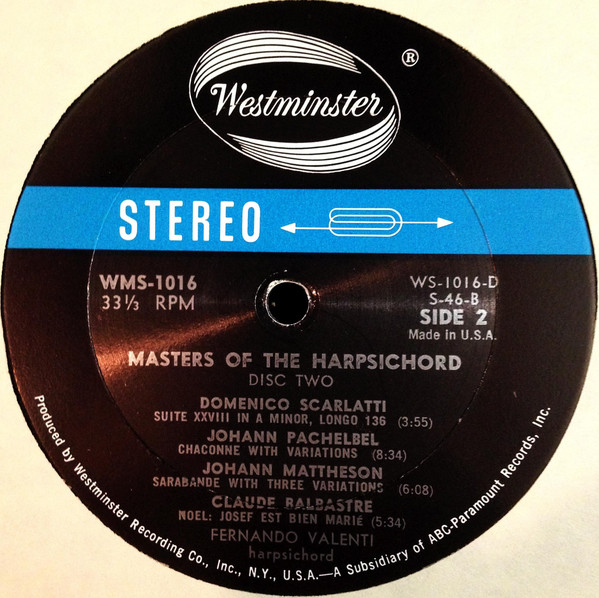 Westminster ®
STEREO
WMS-1016
33⅓ RPM
WS-1016-D
S-46-B
SIDE 2
Made in U.S.A.
MASTERS OF THE HARPSICHORD
DISC TWO
DOMENICO SCARLATTI
SUITE XXVIII IN A MINOR, LONGO 136 (3:55)
JOHANN PACHELBEL
CHACONNE WITH VARIATIONS (8:34)
JOHANN MATTHESON
SARABANDE WITH THREE VARIATIONS (6:08)
CLAUDE BALBASTRE
NOEL: JOSEF EST BIEN MARIÉ (5:34)
FERNANDO VALENTI
harpsichord
Produced by Westminster Recording Co., Inc., N.Y., U.S.A.—A Subsidiary of ABC-Paramount Records, Inc.